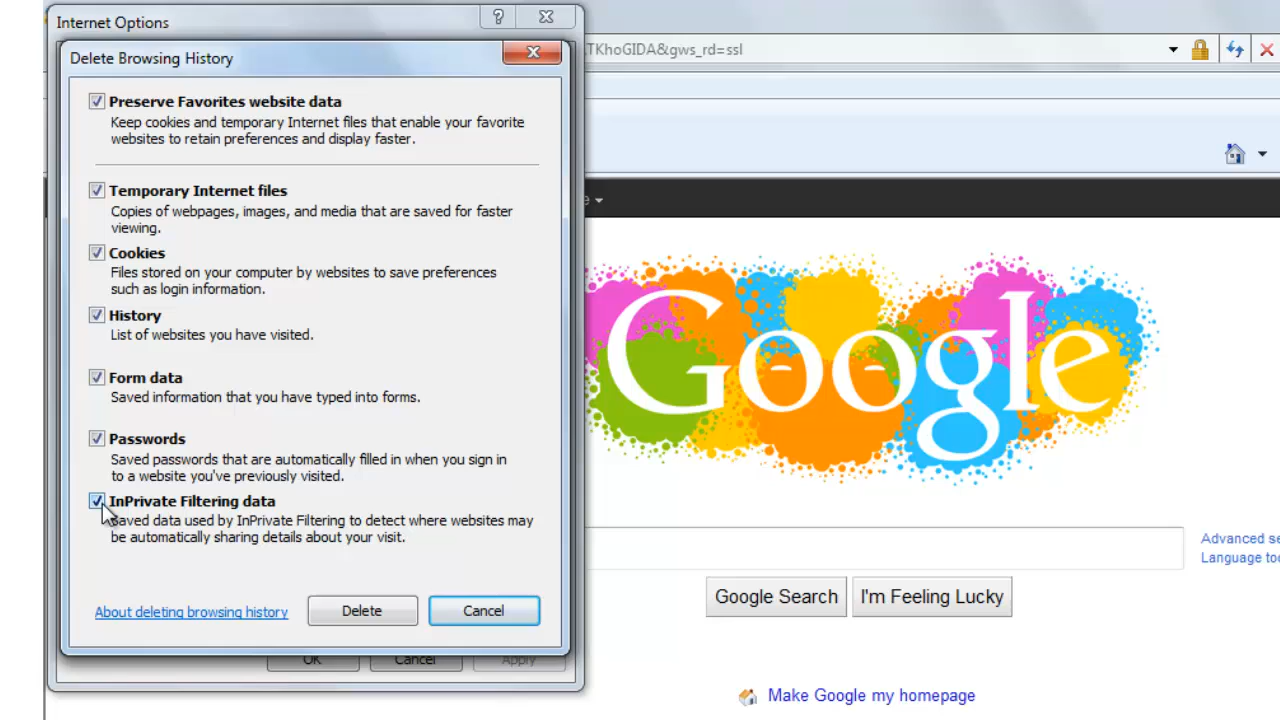 Internet Options
Delete Browsing History
TKhoGIDA&gws_rd=ssl
Preserve Favorites website data
Keep cookies and temporary Internet files that enable your favorite
websites to retain preferences and display faster.
Temporary Internet files
Copies of webpages, images, and media that are saved for faster
viewing.
Cookies
Files stored on your computer by websites to save preferences
such as login information.
History
List of websites you have visited.
Form data
Saved information that you have typed into forms.
Passwords
Saved passwords that are automatically filled in when you sign in
to a website you've previously visited.
InPrivate Filtering data
Saved data used by InPrivate Filtering to detect where websites may
be automatically sharing details about your visit.
About deleting browsing history
Delete
Cancel
OK
Cancel
Apply
Google
Advanced se
Language too
Google Search
I'm Feeling Lucky
Make Google my homepage